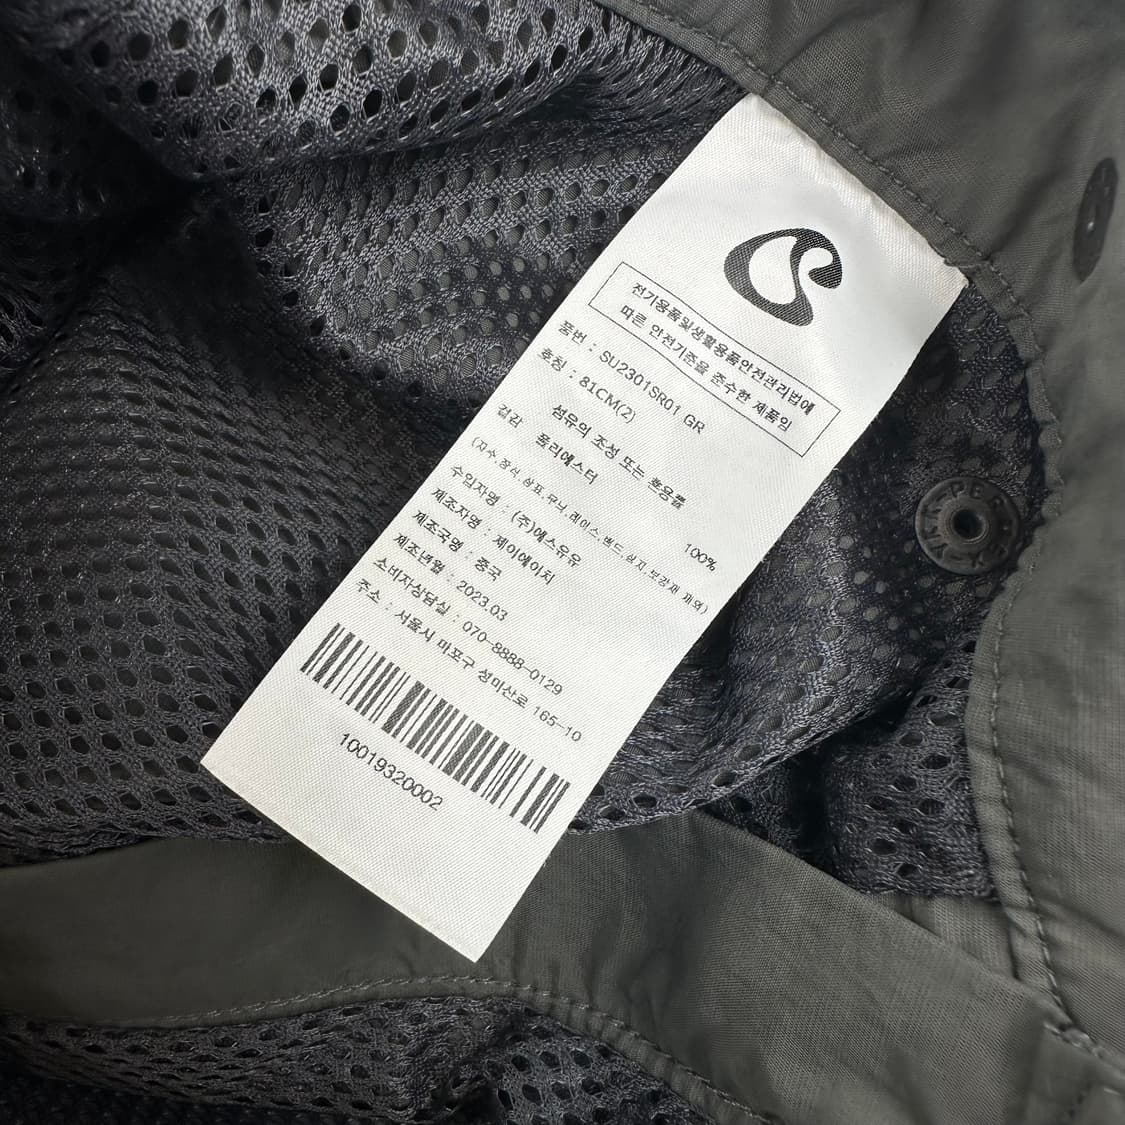 전기용품및생활용품안전관리법에
따른 안전기준을 준수한 제품임
품번 : SU2301SR01 GR
호칭 : 81CM(2)
섬유의 조성 또는 혼용률
겉감 폴리에스터 100%
(자수,장식,심표,무늬,레이스,밴드,심지,보강재 제외)
수입자명 : (주)에스유유
제조자명 : 제이에이치
제조국명 : 중국
제조년월 : 2023.03
소비자상담실 : 070-8888-0129
주소 : 서울시 마포구 성미산로 165-10
10019320002